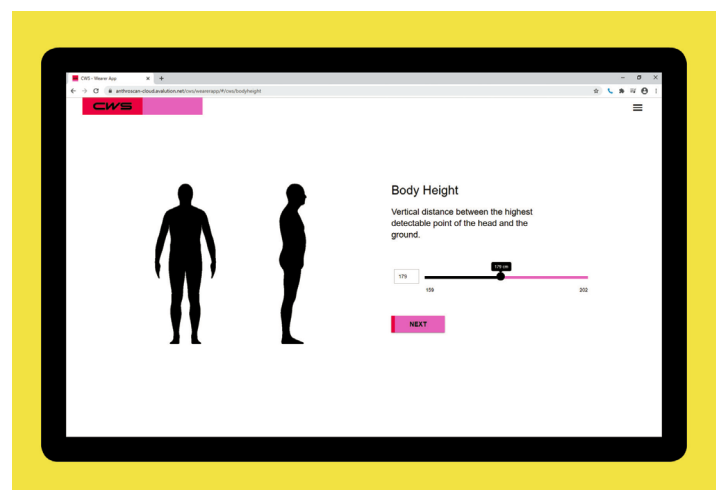 CWS - Wearer App
anthroscan-cloud.avalution.net/cws/wearerapp/#/cws/bodyheight
CWS
Body Height
Vertical distance between the highest
detectable point of the head and the
ground.
179 cm
179
159
202
NEXT